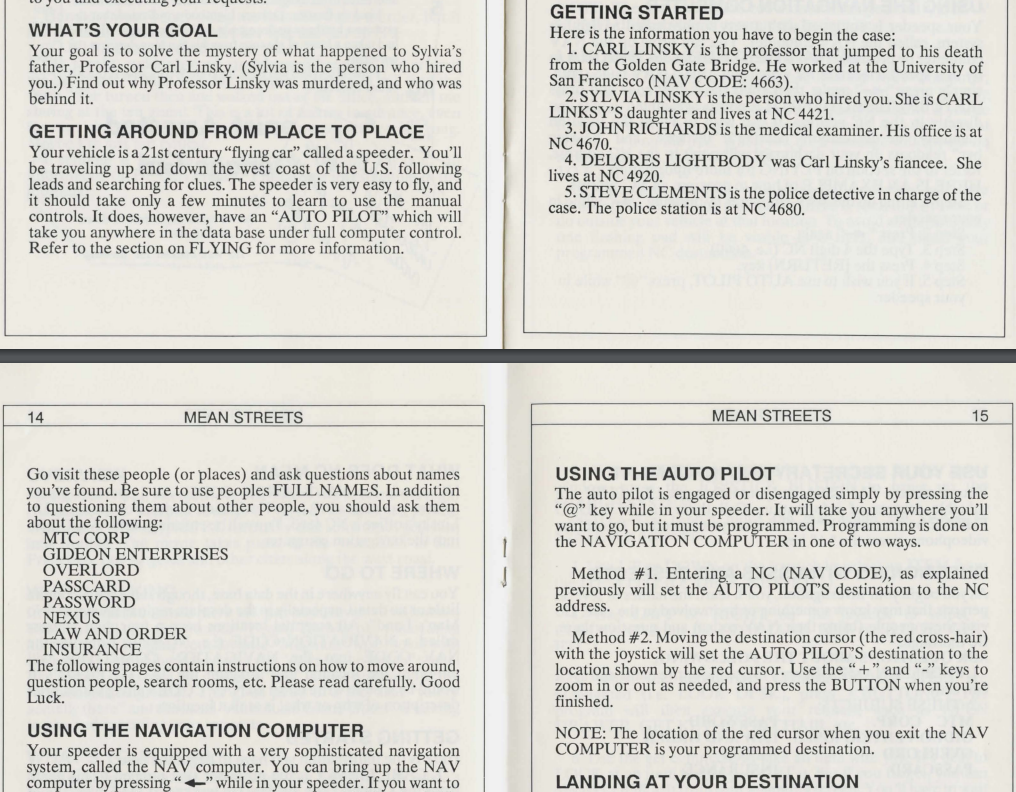 to you and executing your requests.
WHAT'S YOUR GOAL
Your goal is to solve the mystery of what happened to Sylvia's
father, Professor Carl Linsky. (Sylvia is the person who hired
you.) Find out why Professor Linsky was murdered, and who was
behind it.
GETTING AROUND FROM PLACE TO PLACE
Your vehicle is a 21st century "flying car" called a speeder. You'll
be traveling up and down the west coast of the U.S. following
leads and searching for clues. The speeder is very easy to fly, and
it should take only a few minutes to learn to use the manual
controls. It does, however, have an "AUTO PILOT" which will
take you anywhere in the data base under full computer control.
Refer to the section on FLYING for more information.
GETTING STARTED
Here is the information you have to begin the case:
1. CARL LINSKY is the professor that jumped to his death
from the Golden Gate Bridge. He worked at the University of
San Francisco (NAV CODE: 4663).
2. SYLVIA LINSKY is the person who hired you. She is CARL
LINKSY'S daughter and lives at NC 4421.
3. JOHN RICHARDS is the medical examiner. His office is at
NC 4670.
4. DELORES LIGHTBODY was Carl Linsky's fiancee. She
lives at NC 4920.
5. STEVE CLEMENTS is the police detective in charge of the
case. The police station is at NC 4680.
14 MEAN STREETS
Go visit these people (or places) and ask questions about names
you've found. Be sure to use peoples FULL NAMES. In addition
to questioning them about other people, you should ask them
about the following:
MTC CORP
GIDEON ENTERPRISES
OVERLORD
PASSCARD
PASSWORD
NEXUS
LAW AND ORDER
INSURANCE
The following pages contain instructions on how to move around,
question people, search rooms, etc. Please read carefully. Good
Luck.
USING THE NAVIGATION COMPUTER
Your speeder is equipped with a very sophisticated navigation
system, called the NAV computer. You can bring up the NAV
computer by pressing "←" while in your speeder. If you want to
MEAN STREETS 15
USING THE AUTO PILOT
The auto pilot is engaged or disengaged simply by pressing the
"@" key while in your speeder. It will take you anywhere you'll
want to go, but it must be programmed. Programming is done on
the NAVIGATION COMPUTER in one of two ways.
Method #1. Entering a NC (NAV CODE), as explained
previously will set the AUTO PILOT'S destination to the NC
address.
Method #2. Moving the destination cursor (the red cross-hair)
with the joystick will set the AUTO PILOT'S destination to the
location shown by the red cursor. Use the "+" and "-" keys to
zoom in or out as needed, and press the BUTTON when you're
finished.
NOTE: The location of the red cursor when you exit the NAV
COMPUTER is your programmed destination.
LANDING AT YOUR DESTINATION